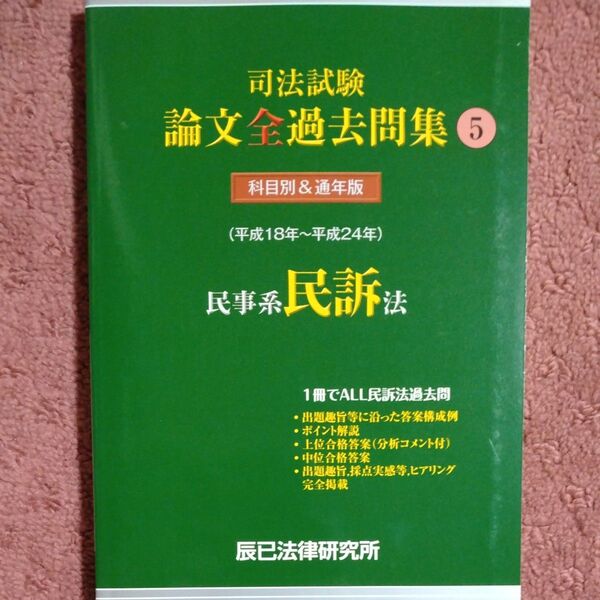 司法試験
論文全過去問集 5
科目別&通年版
(平成18年~平成24年)
民事系民訴法
1冊でALL民訴法過去問
・出題趣旨等に沿った答案構成例
・ポイント解説
・上位合格答案(分析コメント付)
・中位合格答案
・出題趣旨,採点実感等,ヒアリング
完全掲載
辰已法律研究所